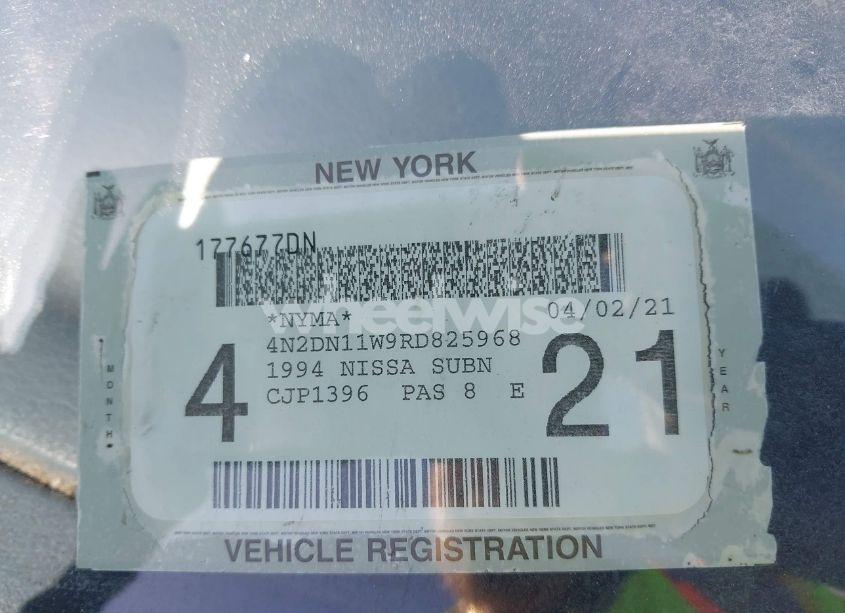 NEW YORK
177677DN
*NYMA* 04/02/21
4N2DN11W9RD825968
1994 NISSA SUBN
CJP1396 PAS 8 E
4 21
MONTH
YEAR
wheelwise
VEHICLE REGISTRATION